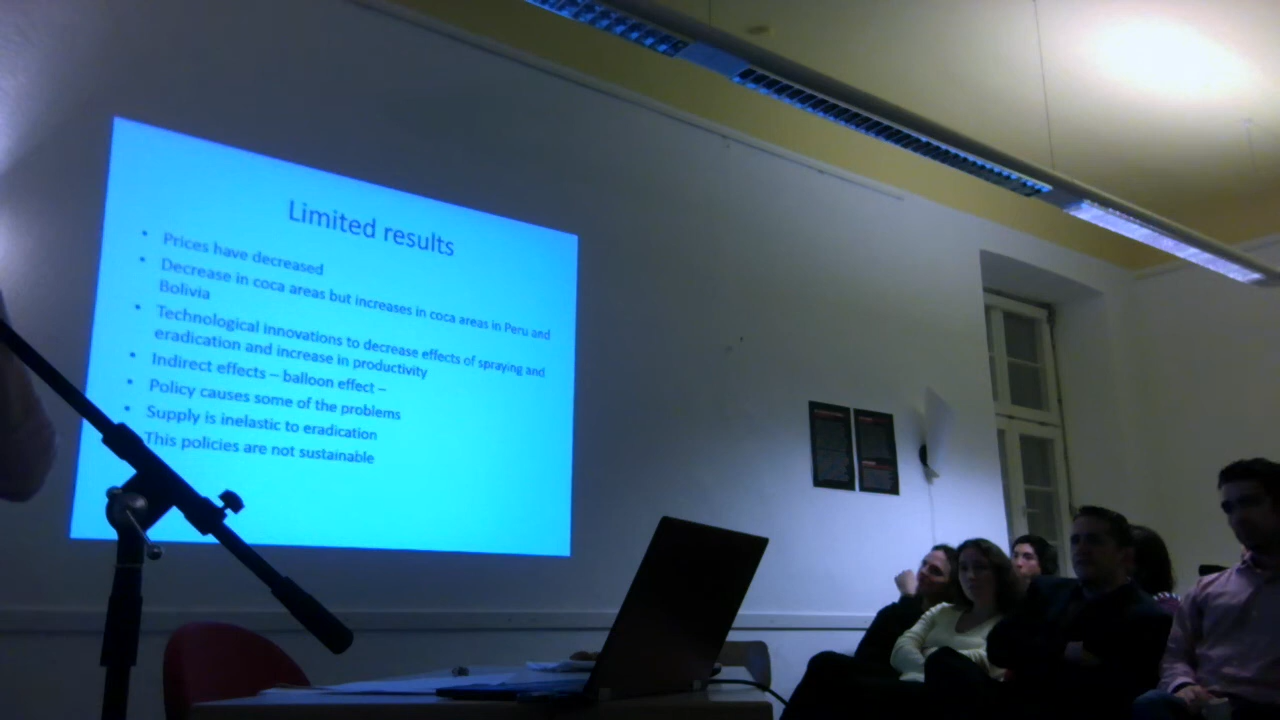 Limited results
• Prices have decreased
• Decrease in coca areas but increases in coca areas in Peru and
Bolivia
• Technological innovations to decrease effects of spraying and
eradication and increase in productivity
• Indirect effects – balloon effect –
• Policy causes some of the problems
• Supply is inelastic to eradication
This policies are not sustainable